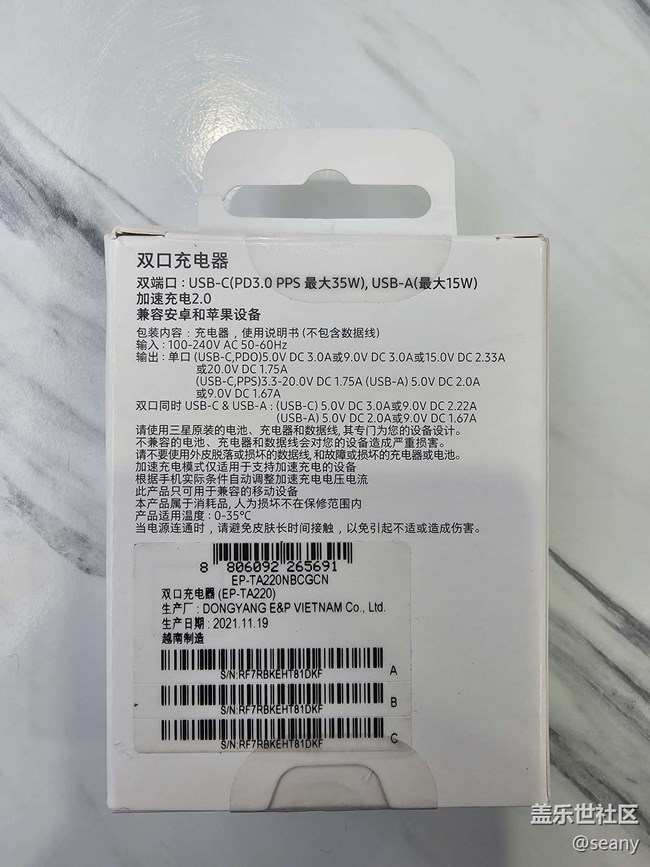 双口充电器
双端口：USB-C(PD3.0 PPS 最大35W), USB-A(最大15W)
加速充电2.0
兼容安卓和苹果设备
包装内容：充电器，使用说明书 (不包含数据线)
输入：100-240V AC 50-60Hz
输出：单口 (USB-C,PDO)5.0V DC 3.0A或9.0V DC 3.0A或15.0V DC 2.33A
或20.0V DC 1.75A
(USB-C,PPS)3.3-20.0V DC 1.75A (USB-A) 5.0V DC 2.0A
或9.0V DC 1.67A
双口同时 USB-C & USB-A : (USB-C) 5.0V DC 3.0A或9.0V DC 2.22A
(USB-A) 5.0V DC 2.0A或9.0V DC 1.67A
请使用三星原装的电池、充电器和数据线,其专门为您的设备设计。
不兼容的电池、充电器和数据线会对您的设备造成严重损害。
请不要使用外皮脱落或损坏的数据线,和故障或损坏的充电器或电池。
加速充电模式仅适用于支持加速充电的设备
根据手机实际条件自动调整加速充电电压电流
此产品只可用于兼容的移动设备
本产品属于消耗品,人为损坏不在保修范围内
产品适用温度：0-35℃
当电源连通时，请避免皮肤长时间接触，以免引起不适或造成伤害。
8 806092 265691
EP-TA220NBCGCN
双口充电器 (EP-TA220)
生产厂：DONGYANG E&P VIETNAM Co., Ltd.
生产日期：2021.11.19
越南制造
S/N:RF7RBKEHT81DKF A
S/N:RF7RBKEHT81DKF B
S/N:RF7RBKEHT81DKF C
盖乐世社区
@seany